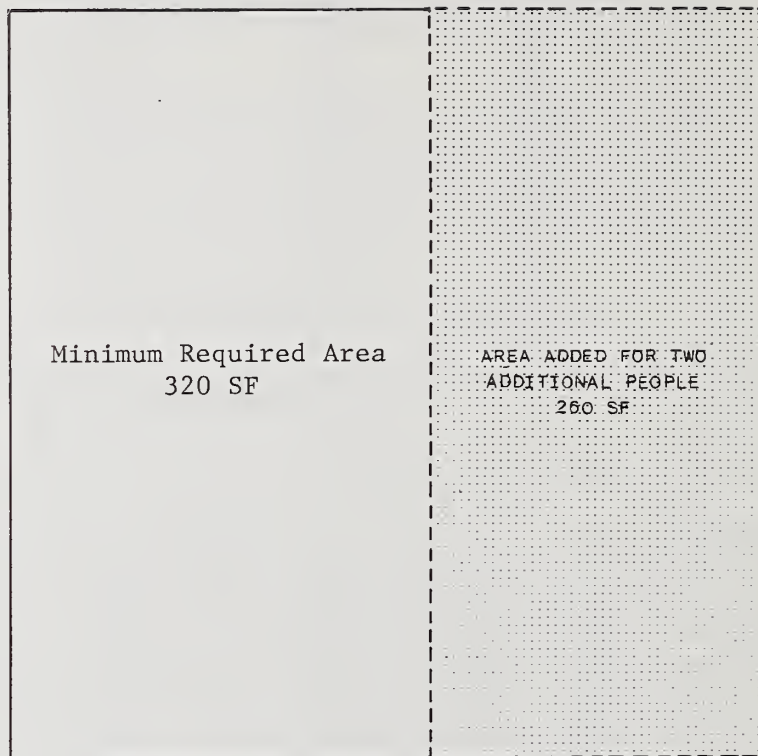 Minimum Required Area
320 SF
AREA ADDED FOR TWO
ADDITIONAL PEOPLE
260 SF